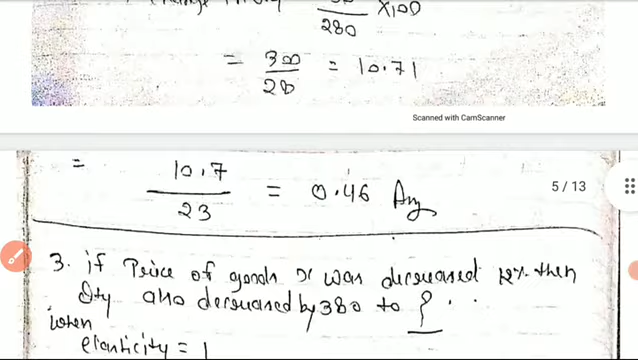 280 X100
= 300/28 = 10.71
Scanned with CamScanner
= 10.7/23 = 0.46 Ans
5 / 13
3. if Price of goods x was decreased 12% then
Qty also decreased by 380 to ?
when
elasticity = 1